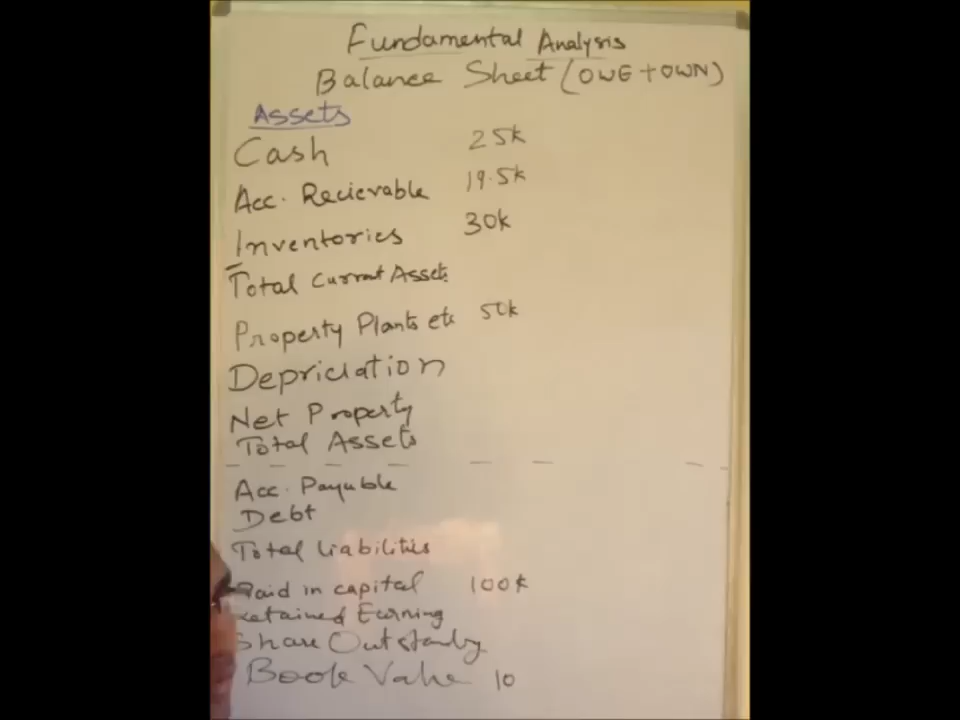 Fundamental Analysis
Balance Sheet (OWE + OWN)
Assets
Cash 25k
Acc. Recievable 19.5k
Inventories 30k
Total Current Assets
Property Plants etc 50k
Depriciation
Net Property
Total Assets
Acc. Payable
Debt
Total Liabilities
Paid in capital 100k
Retained Earning
Share Outstanding
Book Value 10